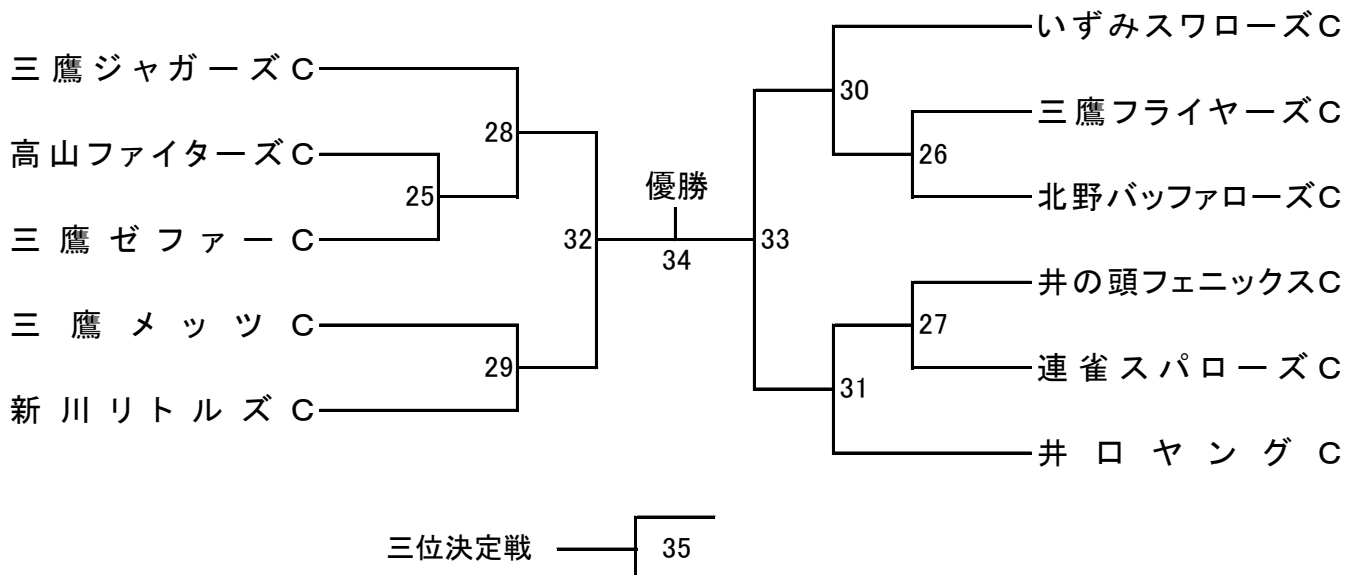 三鷹ジャガーズC
高山ファイターズC
三鷹ゼファーC
三鷹メッツC
新川リトルズC
28
25
32
29
優勝
34
33
30
26
27
31
いずみスワローズC
三鷹フライヤーズC
北野バッファローズC
井の頭フェニックスC
連雀スパローズC
井口ヤングC
三位決定戦
35